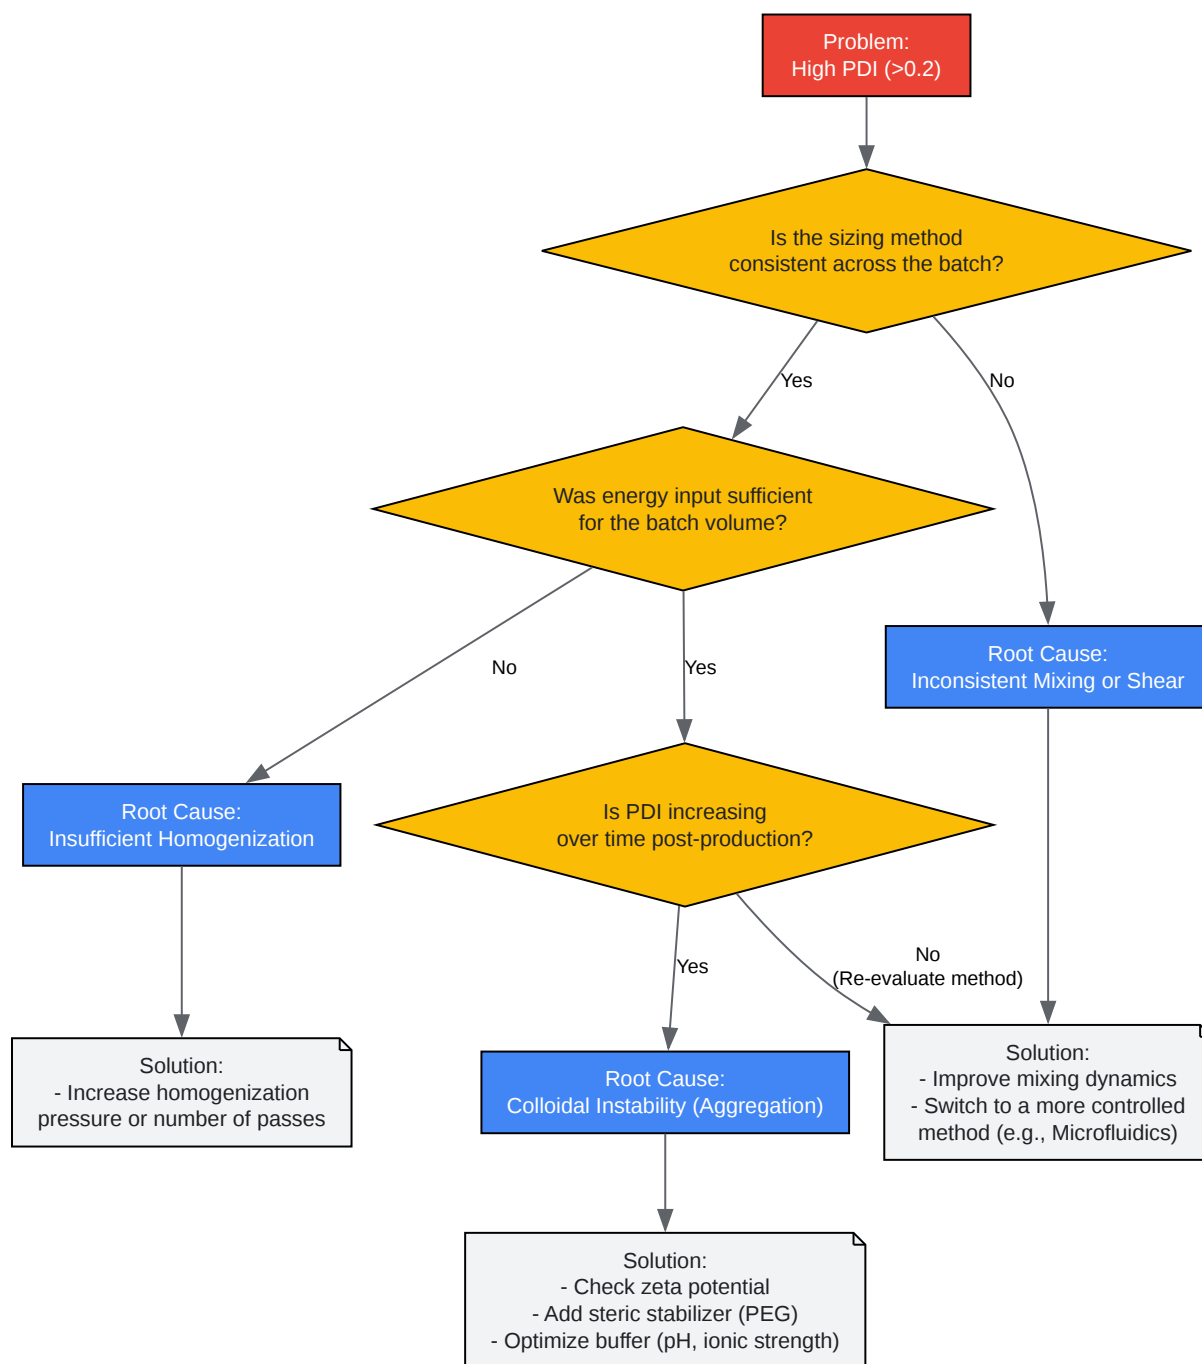 Problem:
High PDI (>0.2)
Is the sizing method
consistent across the batch?
Yes
No
Was energy input sufficient
for the batch volume?
No
Yes
Root Cause:
Inconsistent Mixing or Shear
Root Cause:
Insufficient Homogenization
Is PDI increasing
over time post-production?
Yes
No
(Re-evaluate method)
Solution:
- Increase homogenization
pressure or number of passes
Root Cause:
Colloidal Instability (Aggregation)
Solution:
- Improve mixing dynamics
- Switch to a more controlled
method (e.g., Microfluidics)
Solution:
- Check zeta potential
- Add steric stabilizer (PEG)
- Optimize buffer (pH, ionic strength)